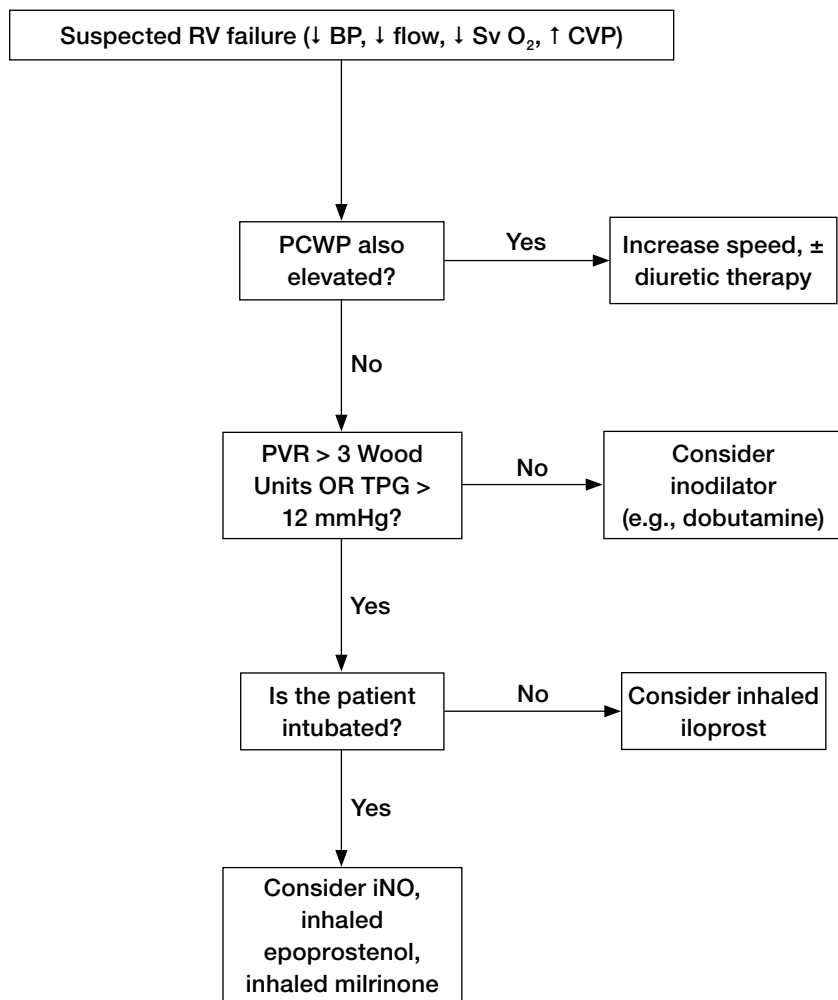 Suspected RV failure (↓ BP, ↓ flow, ↓ Sv O₂, ↑ CVP)
PCWP also
elevated?
Yes
Increase speed, ±
diuretic therapy
No
PVR > 3 Wood
Units OR TPG >
12 mmHg?
No
Consider
inodilator
(e.g., dobutamine)
Yes
Is the patient
intubated?
No
Consider inhaled
iloprost
Yes
Consider iNO,
inhaled
epoprostenol,
inhaled milrinone